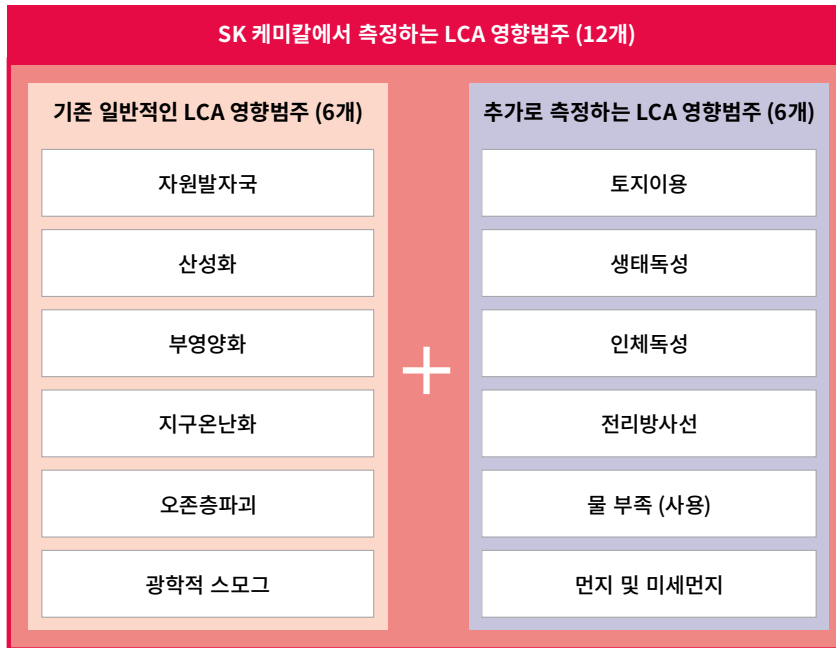 SK 케미칼에서 측정하는 LCA 영향범주 (12개)
기존 일반적인 LCA 영향범주 (6개)
자원발자국
산성화
부영양화
지구온난화
오존층파괴
광학적 스모그
+
추가로 측정하는 LCA 영향범주 (6개)
토지이용
생태독성
인체독성
전리방사선
물 부족 (사용)
먼지 및 미세먼지